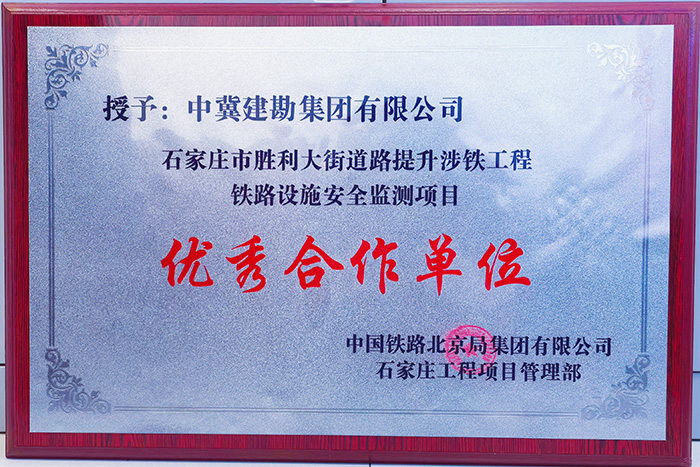 授予：中冀建勘集团有限公司
石家庄市胜利大街道路提升涉铁工程
铁路设施安全监测项目
优秀合作单位
中国铁路北京局集团有限公司
石家庄工程项目管理部